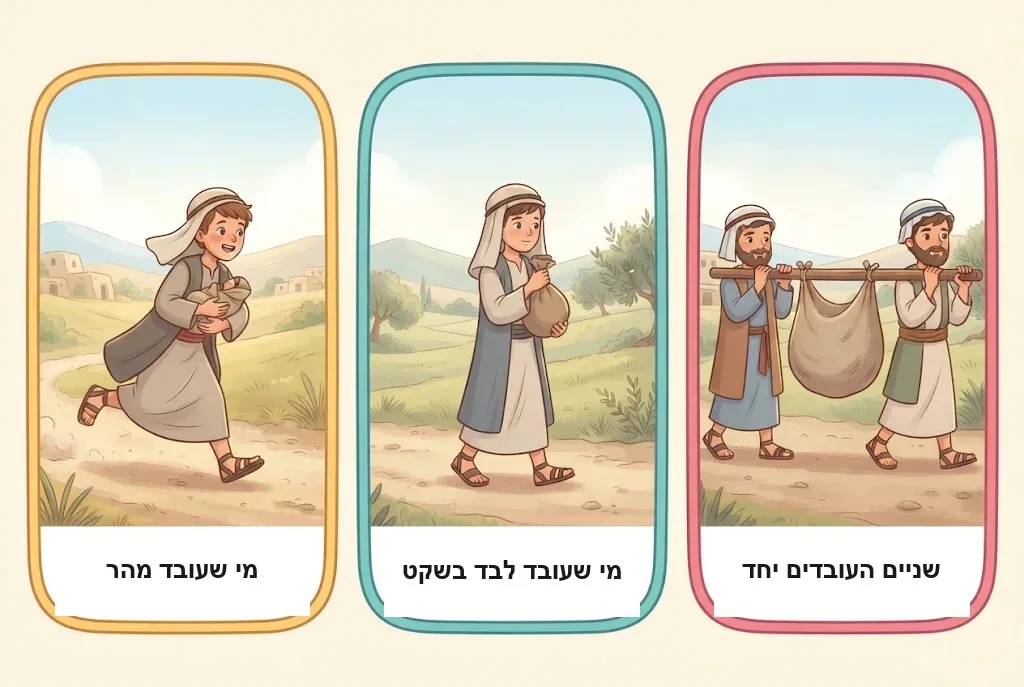 שניים העובדים יחד
מי שעובד לבד בשקט
מי שעובד מהר